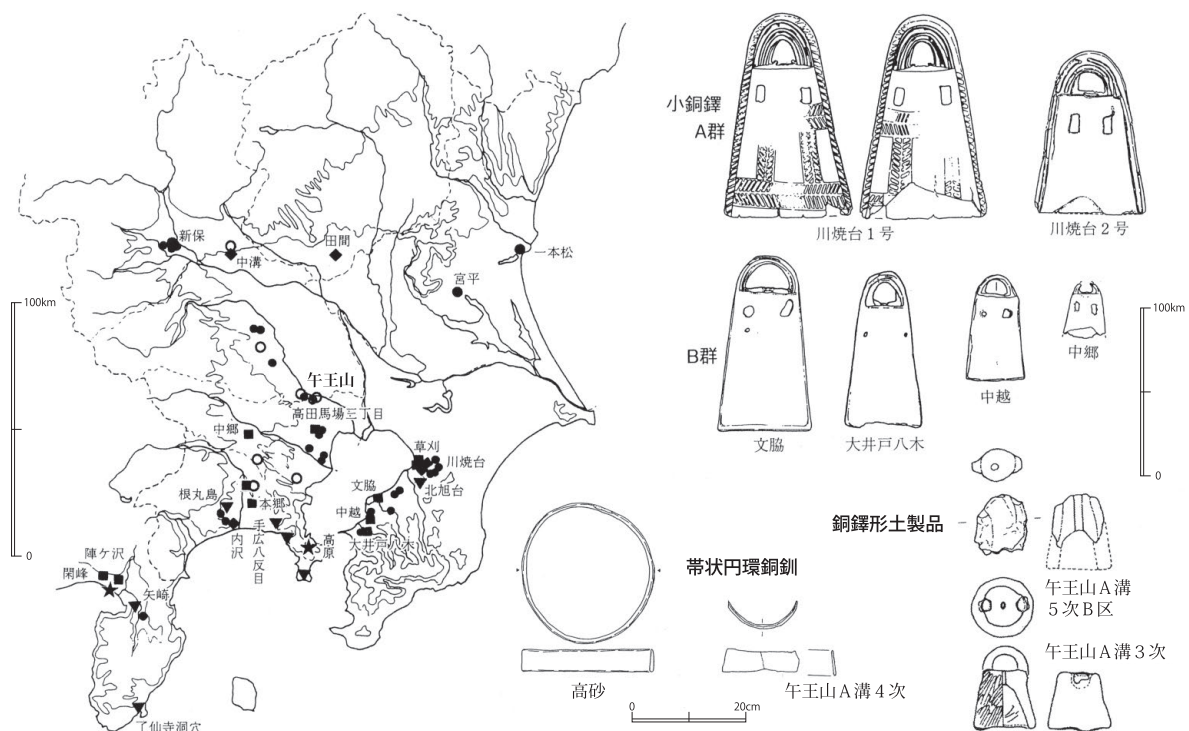 新保
中溝
田間
一本松
宮平
100km
0
午王山
高田馬場三丁目
中郷
草刈
川焼台
北旭台
文脇
中越
大井戸八木
根丸島
本郷
内沢
手広八反目
高原
陣ケ沢
閑峰
矢崎
了仙寺洞穴
小銅鐸
A群
川焼台1号
川焼台2号
B群
文脇
大井戸八木
中越
中郷
100km
0
銅鐸形土製品
午王山A溝
5次B区
午王山A溝3次
帯状円環銅釧
高砂
午王山A溝4次
0
20cm